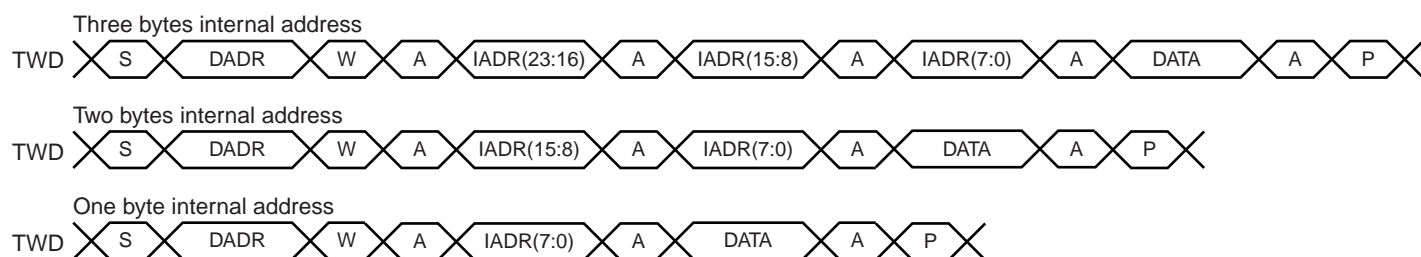 Three bytes internal address
TWD S DADR W A IADR(23:16) A IADR(15:8) A IADR(7:0) A DATA A P
Two bytes internal address
TWD S DADR W A IADR(15:8) A IADR(7:0) A DATA A P
One byte internal address
TWD S DADR W A IADR(7:0) A DATA A P